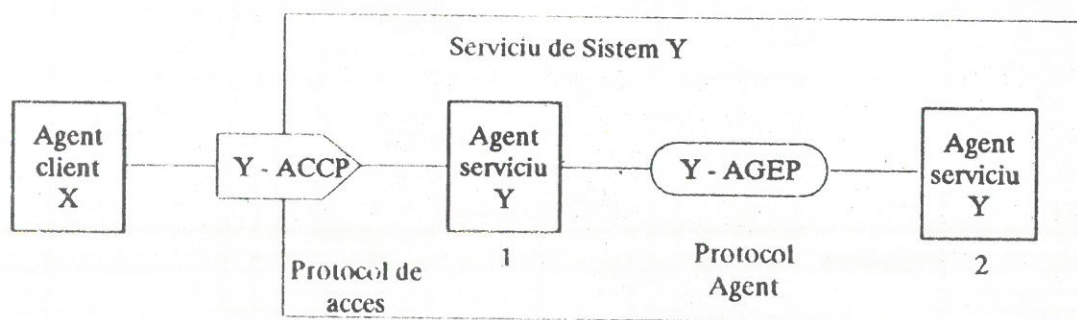 Serviciu de Sistem Y
Agent
client
X
Y - ACCP
Agent
serviciu
Y
Y - AGEP
Agent
serviciu
Y
1
2
Protocol de
acces
Protocol
Agent